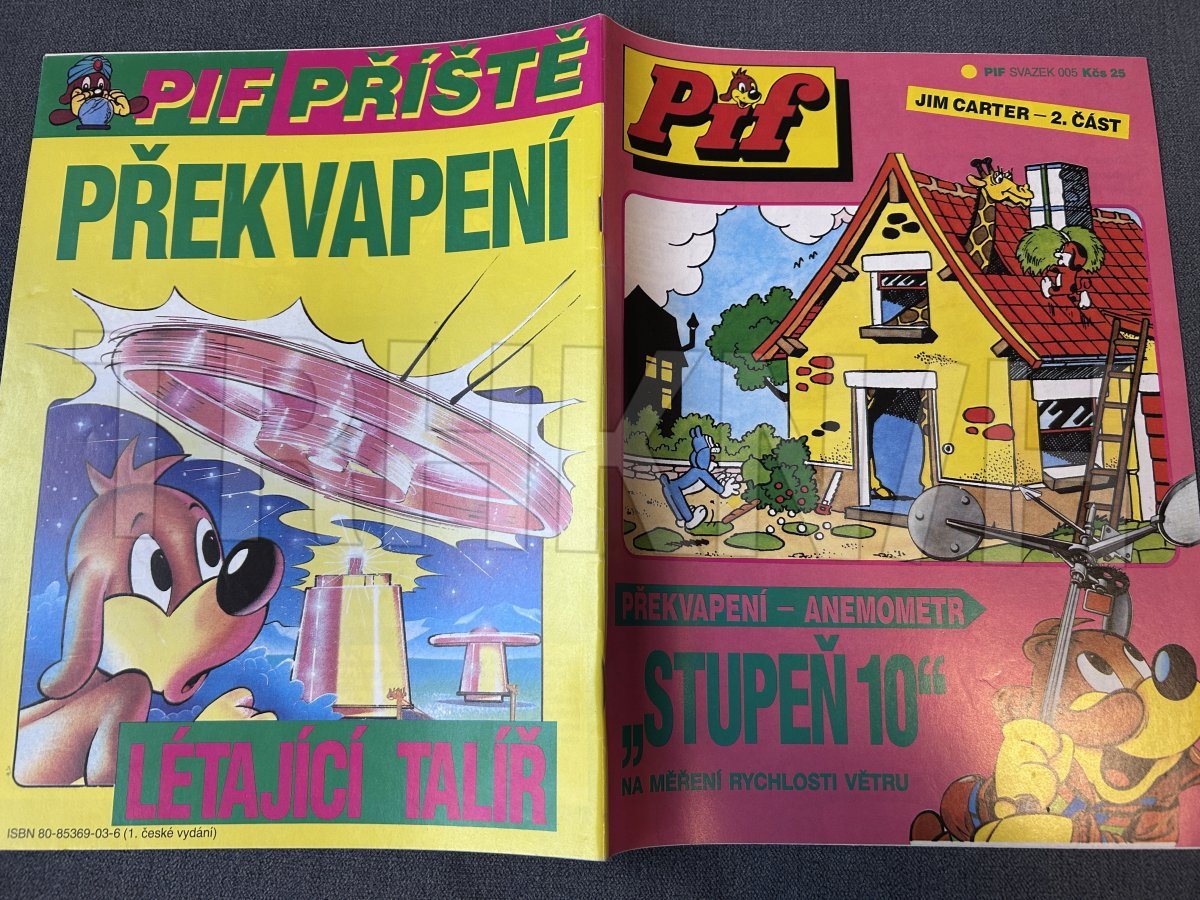 PIF PŘÍŠTĚ
PŘEKVAPENÍ
LÉTAJÍCÍ TALÍŘ
ISBN 80-85369-03-6 (1. české vydání)
Pif
PIF SVAZEK 005 Kčs 25
JIM CARTER – 2. ČÁST
PŘEKVAPENÍ – ANEMOMETR
„STUPEŇ 10“
NA MĚŘENÍ RYCHLOSTI VĚTRU